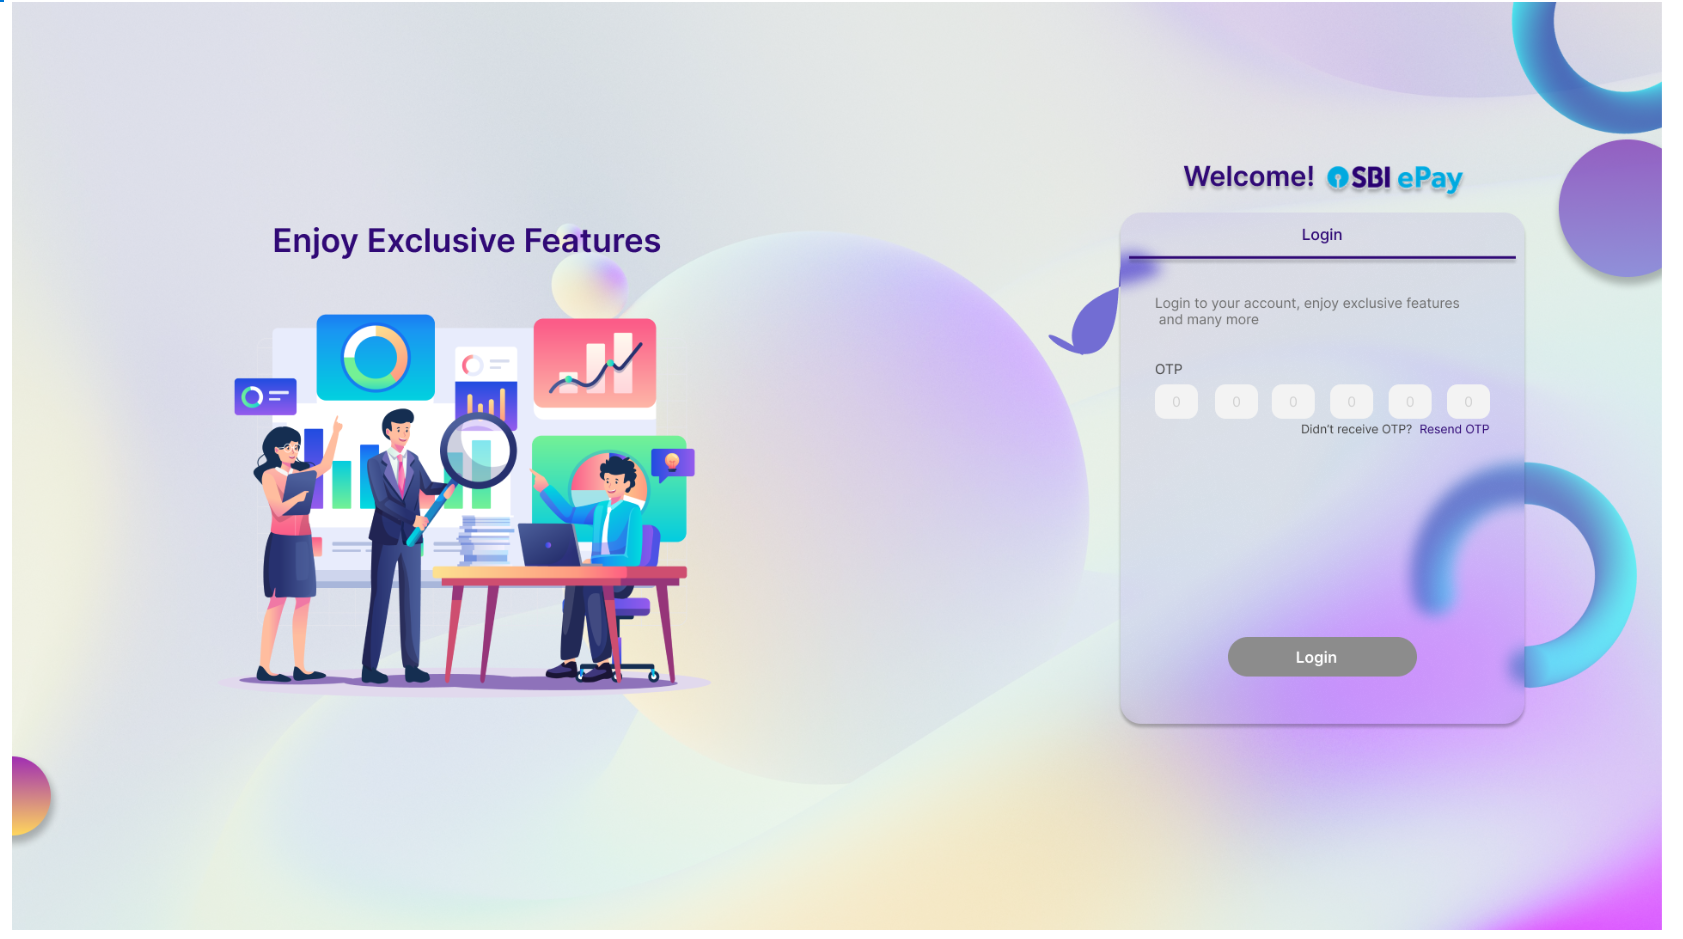 Enjoy Exclusive Features
Welcome! SBI ePay
Login
Login to your account, enjoy exclusive features
and many more
OTP
0 0 0 0 0 0
Didn't receive OTP? Resend OTP
Login